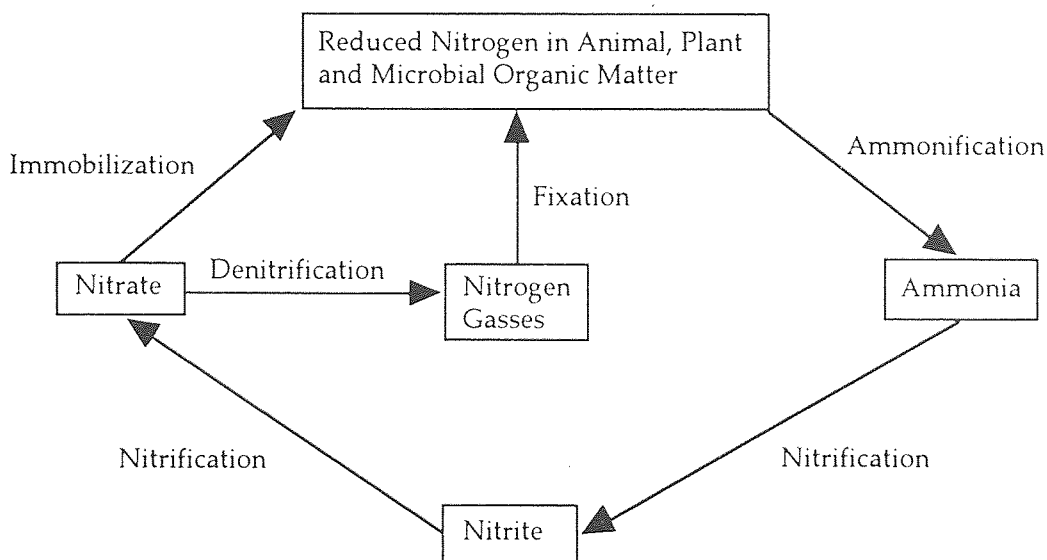 Reduced Nitrogen in Animal, Plant
and Microbial Organic Matter
Immobilization
Ammonification
Fixation
Nitrate
Denitrification
Nitrogen
Gasses
Ammonia
Nitrification
Nitrification
Nitrite